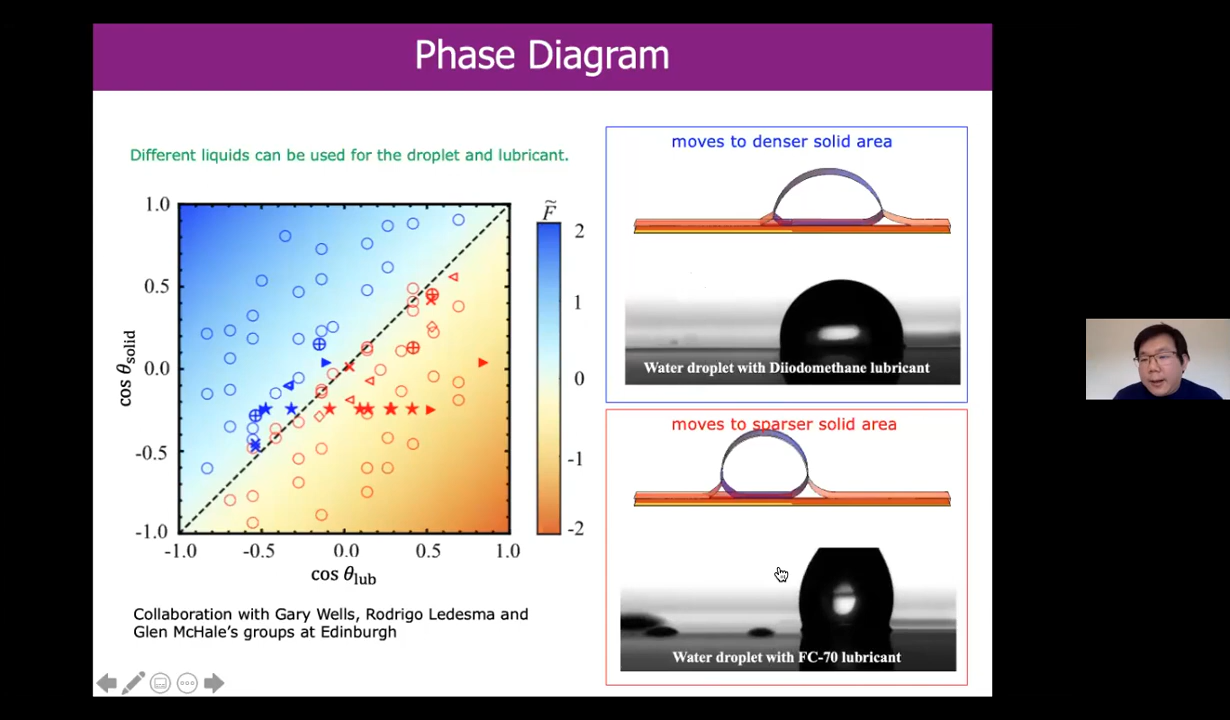 Phase Diagram
Different liquids can be used for the droplet and lubricant.
1.0
0.5
0.0
-0.5
-1.0
cos θsolid
-1.0
-0.5
0.0
0.5
1.0
cos θlub
F̃
2
1
0
-1
-2
Collaboration with Gary Wells, Rodrigo Ledesma and
Glen McHale's groups at Edinburgh
moves to denser solid area
Water droplet with Diiodomethane lubricant
moves to sparser solid area
Water droplet with FC-70 lubricant